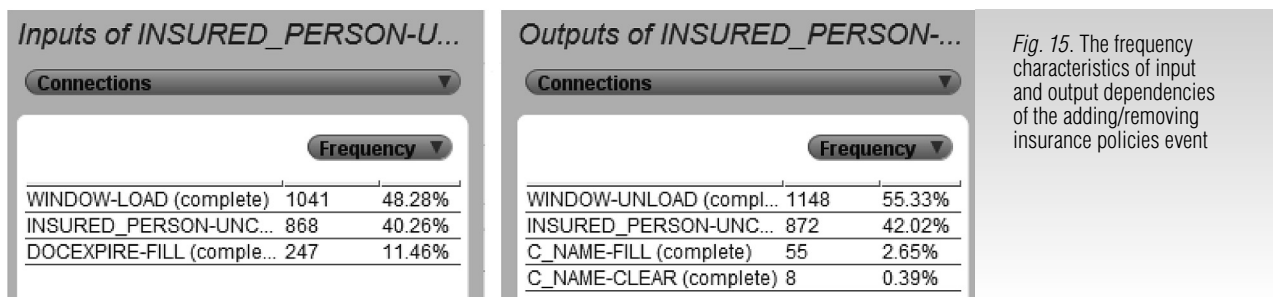 Inputs of INSURED_PERSON-U...
Connections
Frequency
WINDOW-LOAD (complete) 1041 48.28%
INSURED_PERSON-UNC... 868 40.26%
DOCEXPIRE-FILL (comple... 247 11.46%
Outputs of INSURED_PERSON-...
Connections
Frequency
WINDOW-UNLOAD (compl... 1148 55.33%
INSURED_PERSON-UNC... 872 42.02%
C_NAME-FILL (complete) 55 2.65%
C_NAME-CLEAR (complete) 8 0.39%
Fig. 15. The frequency
characteristics of input
and output dependencies
of the adding/removing
insurance policies event